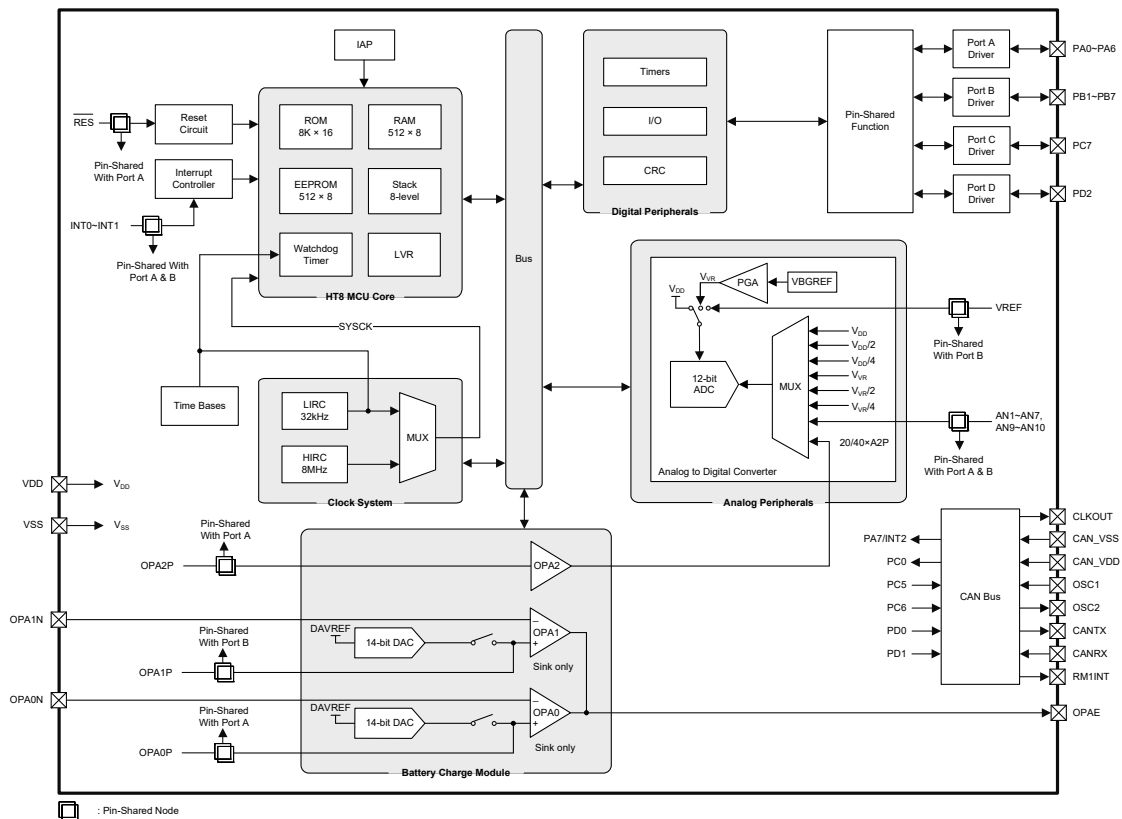 IAP
RES
Reset
Circuit
Pin-Shared
With Port A
Interrupt
Controller
INT0~INT1
Pin-Shared With
Port A & B
ROM
8K × 16
RAM
512 × 8
EEPROM
512 × 8
Stack
8-level
Watchdog
Timer
LVR
HT8 MCU Core
SYSCK
Time Bases
LIRC
32kHz
HIRC
8MHz
MUX
Clock System
Bus
Timers
I/O
CRC
Digital Peripherals
Pin-Shared
Function
Port A
Driver
Port B
Driver
Port C
Driver
Port D
Driver
PA0~PA6
PB1~PB7
PC7
PD2
VDD
VVR
PGA
VBGREF
12-bit
ADC
MUX
VDD
VDD/2
VDD/4
VVR
VVR/2
VVR/4
20/40×A2P
Analog to Digital Converter
Analog Peripherals
VREF
Pin-Shared
With Port B
AN1~AN7,
AN9~AN10
Pin-Shared
With Port A & B
VDD
VDD
VSS
VSS
Pin-Shared
With Port A
OPA2P
OPA2
OPA1N
Pin-Shared
With Port B
DAVREF
14-bit DAC
–
OPA1
+
Sink only
OPA1P
OPA0N
Pin-Shared
With Port A
DAVREF
14-bit DAC
–
OPA0
+
Sink only
OPA0P
Battery Charge Module
PA7/INT2
PC0
PC5
PC6
PD0
PD1
CAN Bus
CLKOUT
CAN_VSS
CAN_VDD
OSC1
OSC2
CANTX
CANRX
RM1INT
OPAE
: Pin-Shared Node